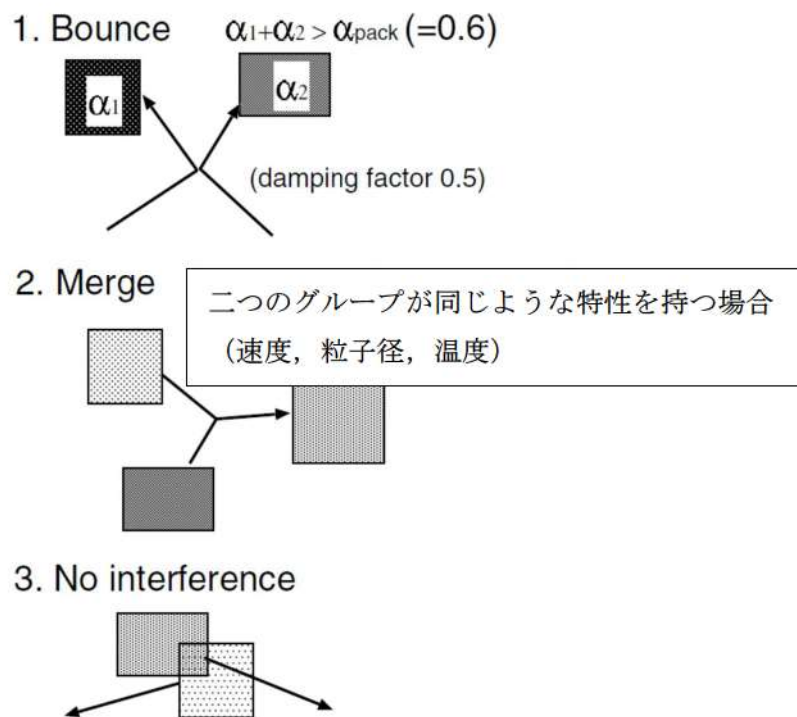 1. Bounce α1+α2 > αpack (=0.6)
α1 α2
(damping factor 0.5)
2. Merge
二つのグループが同じような特性を持つ場合
（速度，粒子径，温度）
3. No interference